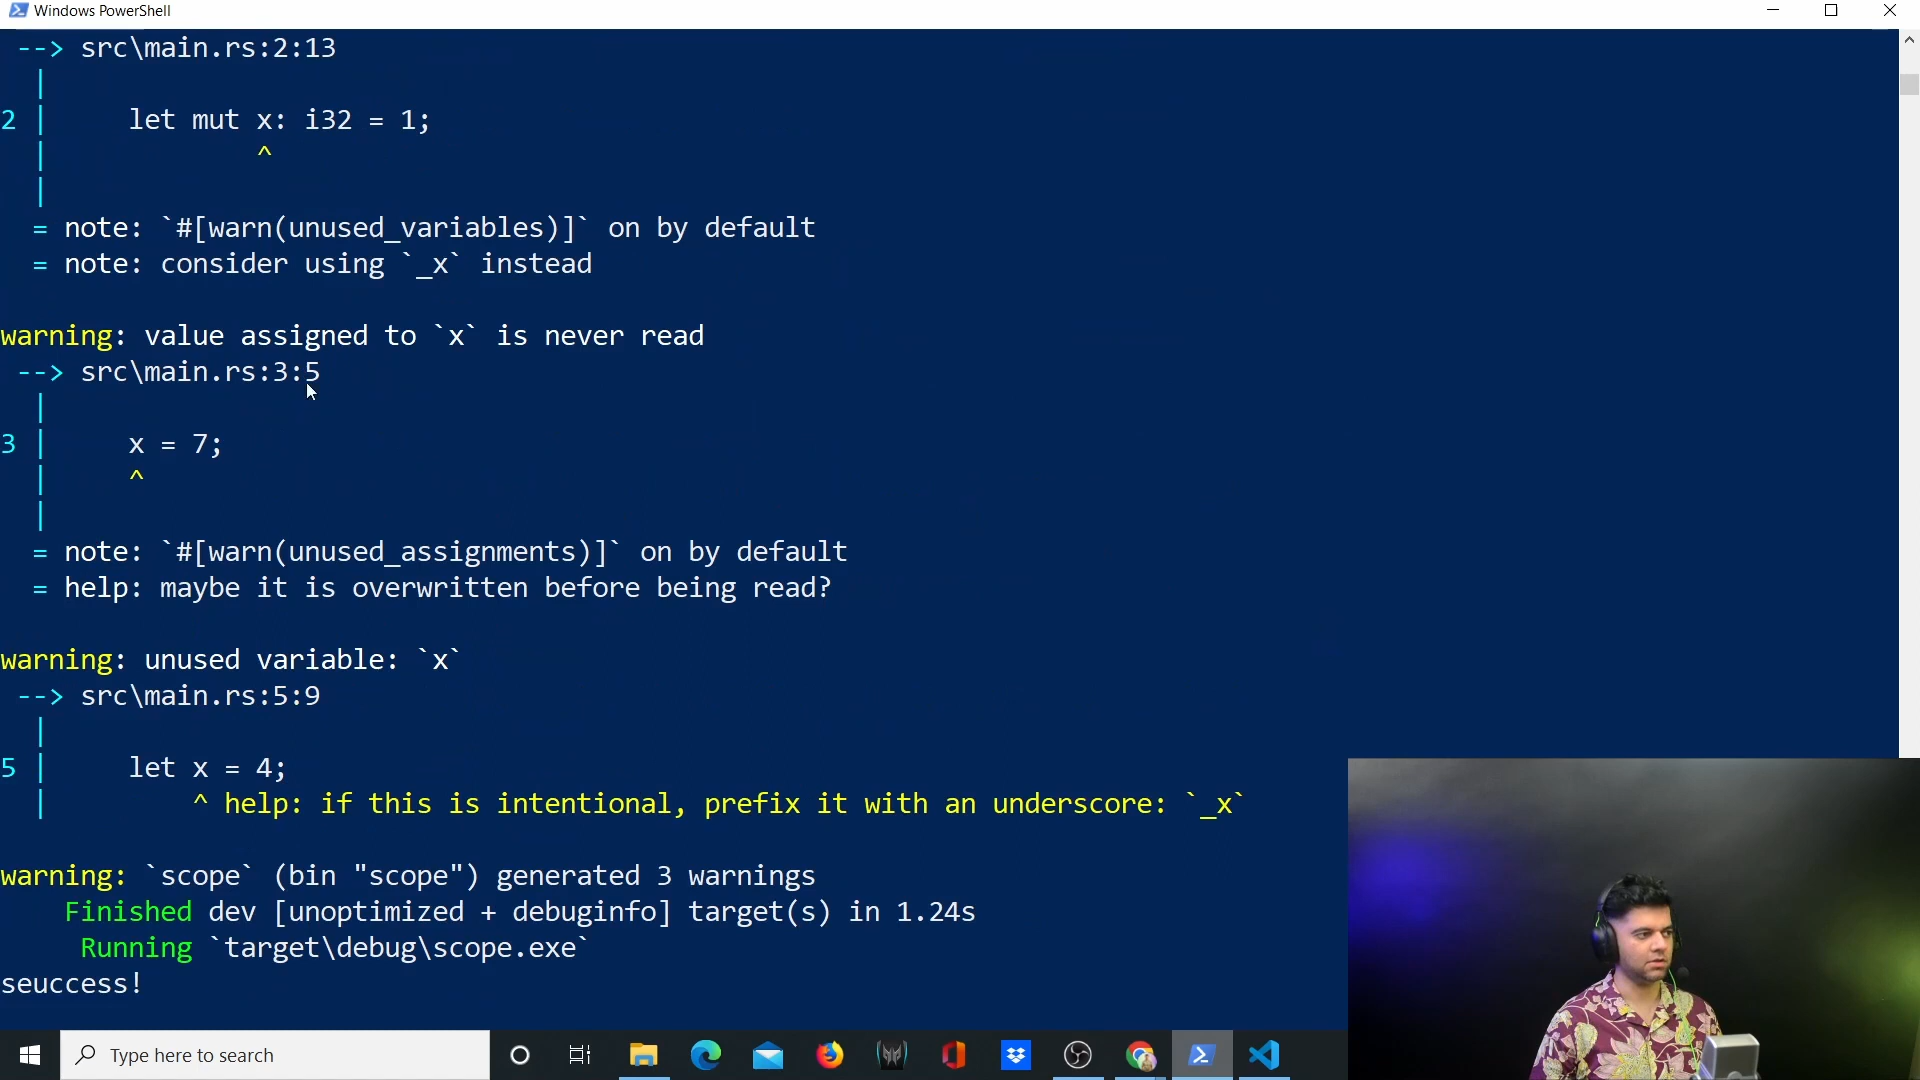 Windows PowerShell
--> src\main.rs:2:13
|
2 | let mut x: i32 = 1;
| ^
|
= note: `#[warn(unused_variables)]` on by default
= note: consider using `_x` instead
warning: value assigned to `x` is never read
--> src\main.rs:3:5
|
3 | x = 7;
| ^
|
= note: `#[warn(unused_assignments)]` on by default
= help: maybe it is overwritten before being read?
warning: unused variable: `x`
--> src\main.rs:5:9
|
5 | let x = 4;
| ^ help: if this is intentional, prefix it with an underscore: `_x`
warning: `scope` (bin "scope") generated 3 warnings
Finished dev [unoptimized + debuginfo] target(s) in 1.24s
Running `target\debug\scope.exe`
seuccess!
Type here to search